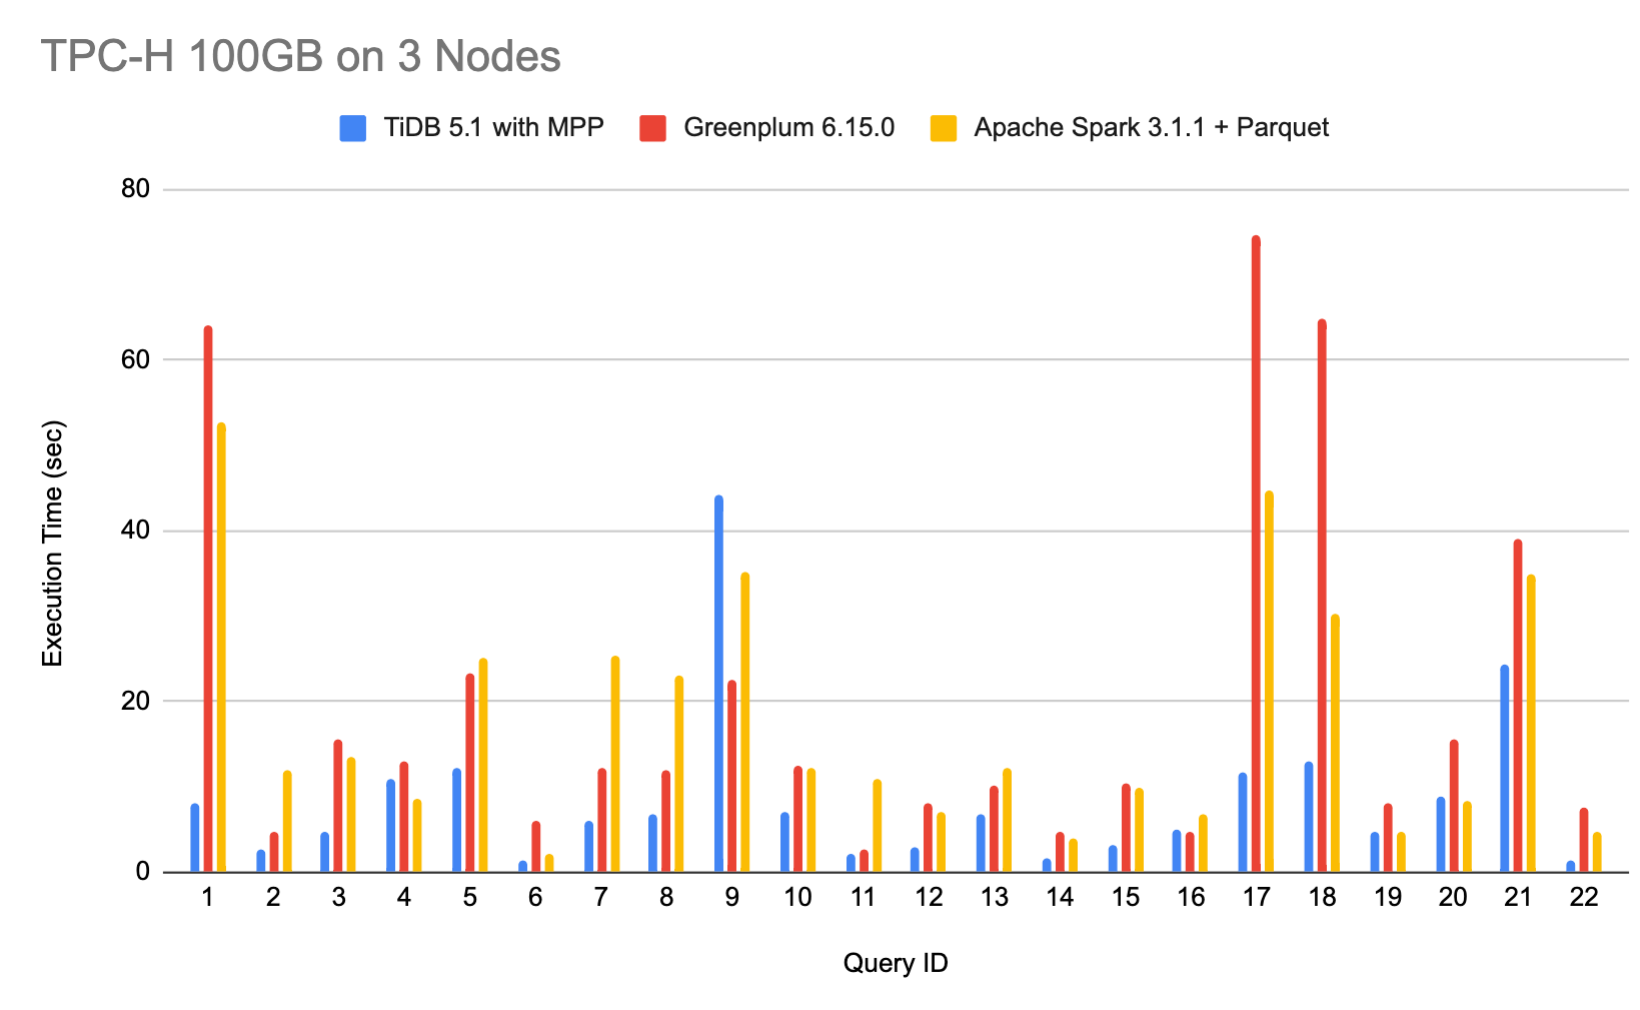 TPC-H 100GB on 3 Nodes
TiDB 5.1 with MPP Greenplum 6.15.0 Apache Spark 3.1.1 + Parquet
80
60
40
20
0
Execution Time (sec)
1 2 3 4 5 6 7 8 9 10 11 12 13 14 15 16 17 18 19 20 21 22
Query ID